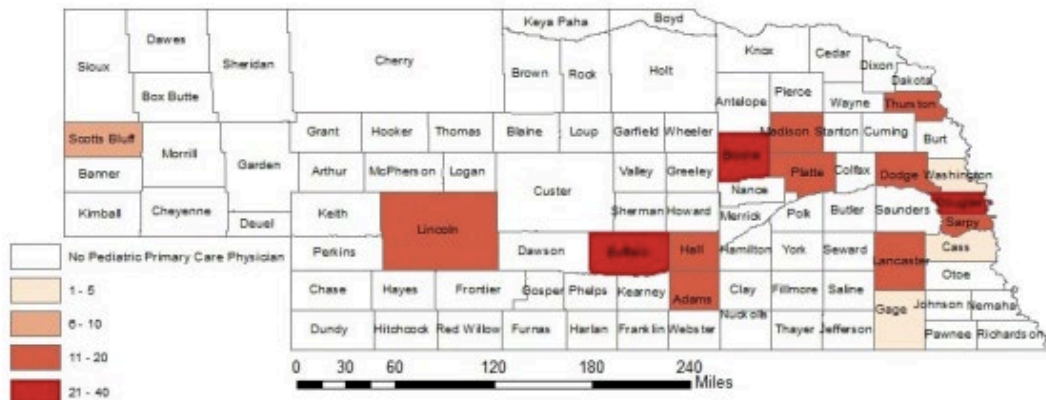 Keya Paha
Boyd
Dawes
Sioux
Sheridan
Cherry
Knox
Cedar
Dixon
Dakota
Box Butte
Brown
Rock
Holt
Antelope
Pierce
Wayne
Thurston
Scotts Bluff
Morrill
Garden
Grant
Hooker
Thomas
Blaine
Loup
Garfield
Wheeler
Boone
Madison
Stanton
Cuming
Burt
Banner
Arthur
McPherson
Logan
Custer
Valley
Greeley
Platte
Colfax
Dodge
Washington
Nance
Kimball
Cheyenne
Deuel
Keith
Lincoln
Sherman
Howard
Merrick
Polk
Butler
Saunders
Douglas
Sarpy
Perkins
Dawson
Buffalo
Hall
Hamilton
York
Seward
Lancaster
Cass
Otoe
Chase
Hayes
Frontier
Gosper
Phelps
Kearney
Adams
Clay
Fillmore
Saline
Gage
Johnson
Nemaha
Dundy
Hitchcock
Red Willow
Furnas
Harlan
Franklin
Webster
Nuckolls
Thayer
Jefferson
Pawnee
Richardson
No Pediatric Primary Care Physician
1 - 5
6 - 10
11 - 20
21 - 40
0 30 60 120 180 240
Miles